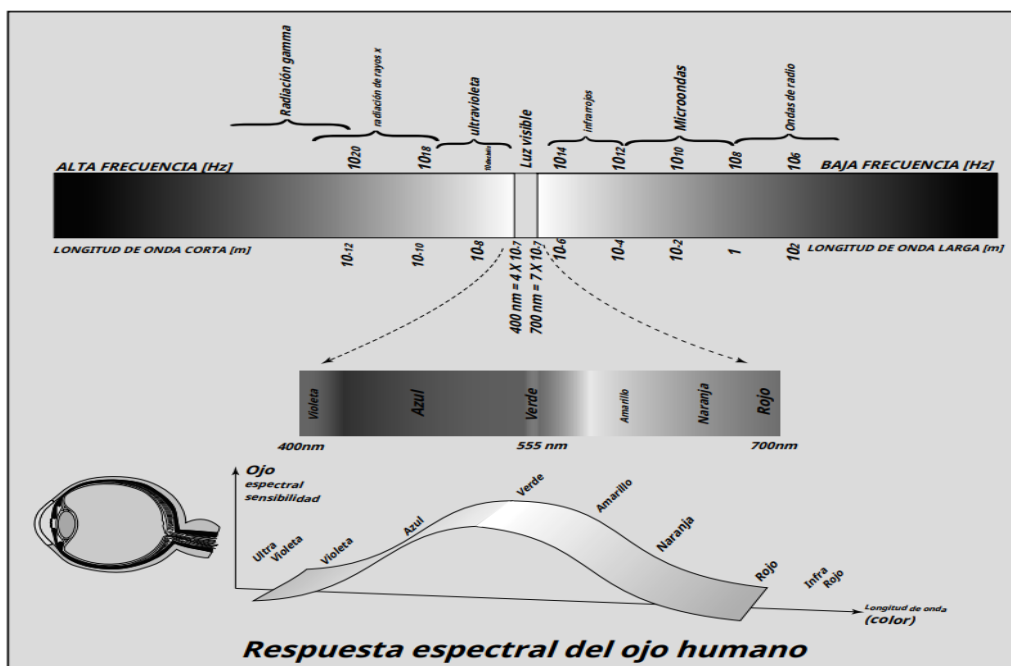 Radiación gamma
radiación de rayos x
ultravioleta
Luz visible
infrarrojos
Microondas
Ondas de radio
ALTA FRECUENCIA [Hz]
1020
1018
1014
1012
1010
108
106
BAJA FRECUENCIA [Hz]
LONGITUD DE ONDA CORTA [m]
10-12
10-10
10-8
400 nm = 4 X 10-7
700 nm = 7 X 10-7
10-6
10-4
10-2
1
102
LONGITUD DE ONDA LARGA [m]
Violeta
Azul
Verde
Amarillo
Naranja
Rojo
400nm
555 nm
700nm
Ojo
espectral
sensibilidad
Ultra
Violeta
Violeta
Azul
Verde
Amarillo
Naranja
Rojo
Infra
Rojo
Longitud de onda
(color)
Respuesta espectral del ojo humano